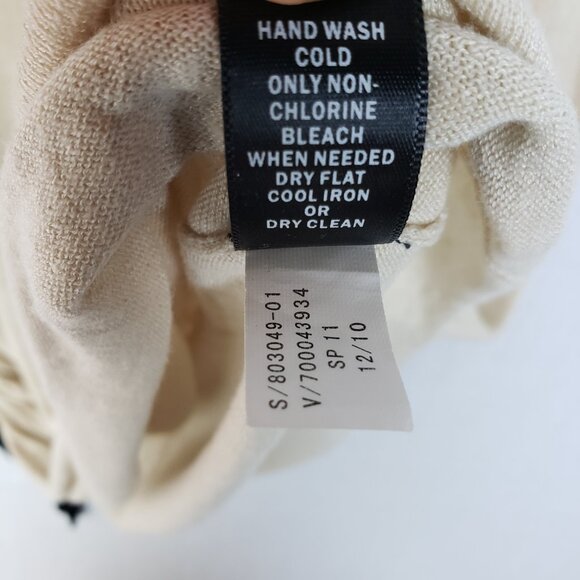 HAND WASH
COLD
ONLY NON-
CHLORINE
BLEACH
WHEN NEEDED
DRY FLAT
COOL IRON
OR
DRY CLEAN
S/803049-01
V/700043934
SP 11
12/10